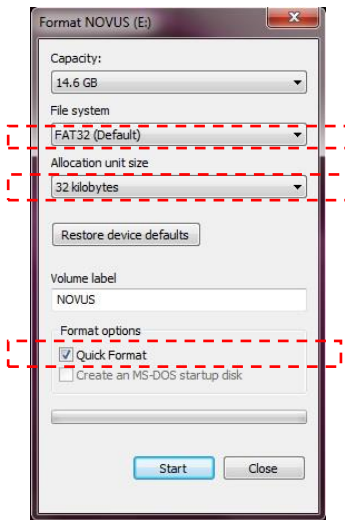 Format NOVUS (E:)
Capacity:
14.6 GB
File system
FAT32 (Default)
Allocation unit size
32 kilobytes
Restore device defaults
Volume label
NOVUS
Format options
Quick Format
Create an MS-DOS startup disk
Start
Close